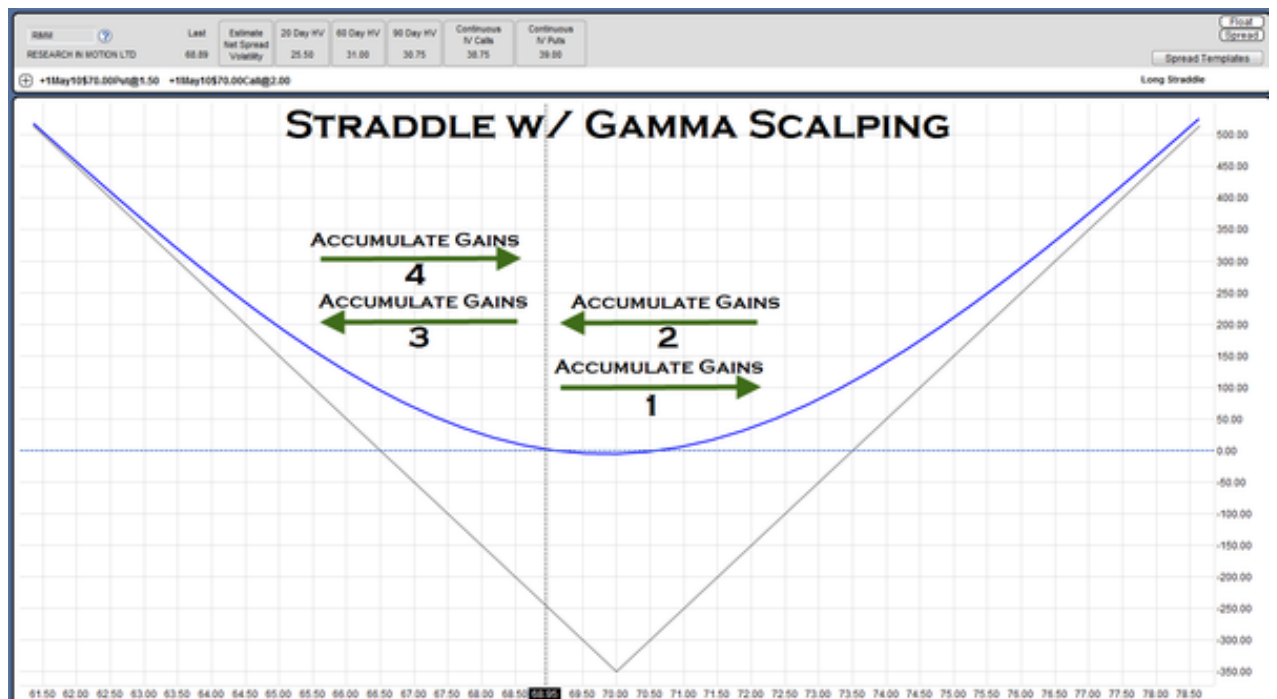 RIMM Last Estimate Net Spread Volatility 20 Day HV 60 Day HV 90 Day HV Continuous IV Calls Continuous IV Puts Float
Spread
RESEARCH IN MOTION LTD 68.89 25.50 31.00 30.75 38.75 39.00 Spread Templates
+1May10$70.00Put@1.50 +1May10$70.00Call@2.00 Long Straddle
STRADDLE W/ GAMMA SCALPING
500.00
450.00
400.00
350.00
ACCUMULATE GAINS
4
300.00
ACCUMULATE GAINS ACCUMULATE GAINS
3 2
250.00
200.00
150.00
ACCUMULATE GAINS
1
100.00
50.00
0.00
-50.00
-100.00
-150.00
-200.00
-250.00
-300.00
-350.00
61.50 62.00 62.50 63.00 63.50 64.00 64.50 65.00 65.50 66.00 66.50 67.00 67.50 68.00 68.50 68.95 69.50 70.00 70.50 71.00 71.50 72.00 72.50 73.00 73.50 74.00 74.50 75.00 75.50 76.00 76.50 77.00 77.50 78.00 78.50